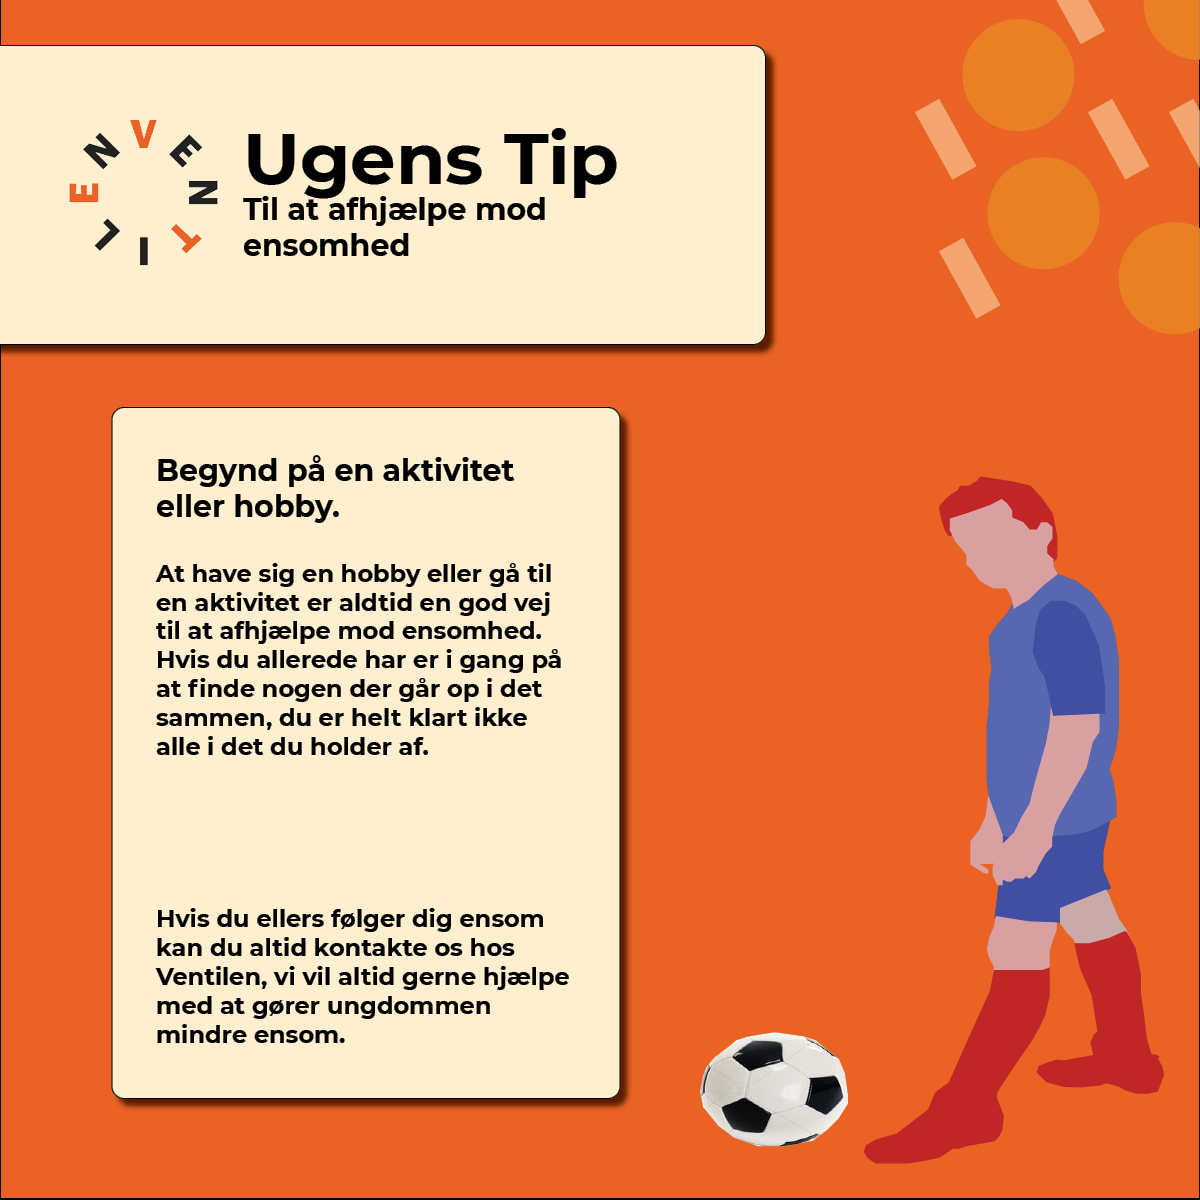 VENTILEN
Ugens Tip
Til at afhjælpe mod
ensomhed
Begynd på en aktivitet
eller hobby.
At have sig en hobby eller gå til
en aktivitet er aldtid en god vej
til at afhjælpe mod ensomhed.
Hvis du allerede har er i gang på
at finde nogen der går op i det
sammen, du er helt klart ikke
alle i det du holder af.
Hvis du ellers følger dig ensom
kan du altid kontakte os hos
Ventilen, vi vil altid gerne hjælpe
med at gører ungdommen
mindre ensom.